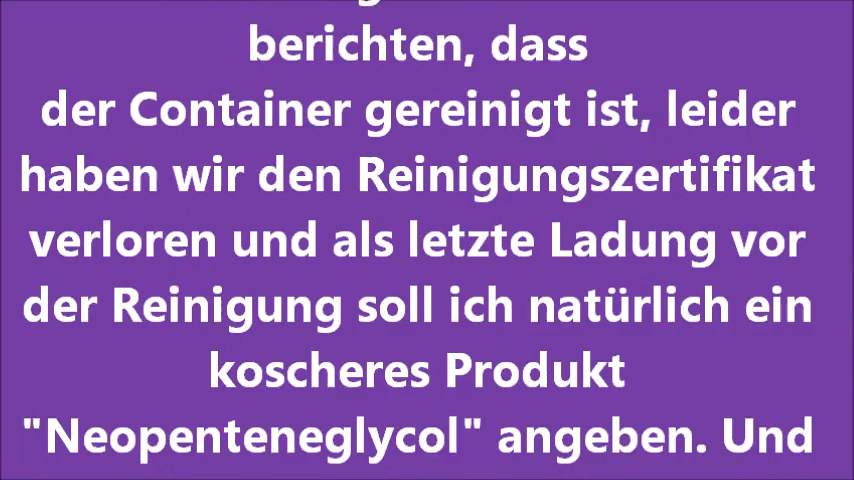 berichten, dass
der Container gereinigt ist, leider
haben wir den Reinigungszertifikat
verloren und als letzte Ladung vor
der Reinigung soll ich natürlich ein
koscheres Produkt
"Neopenteneglycol" angeben. Und